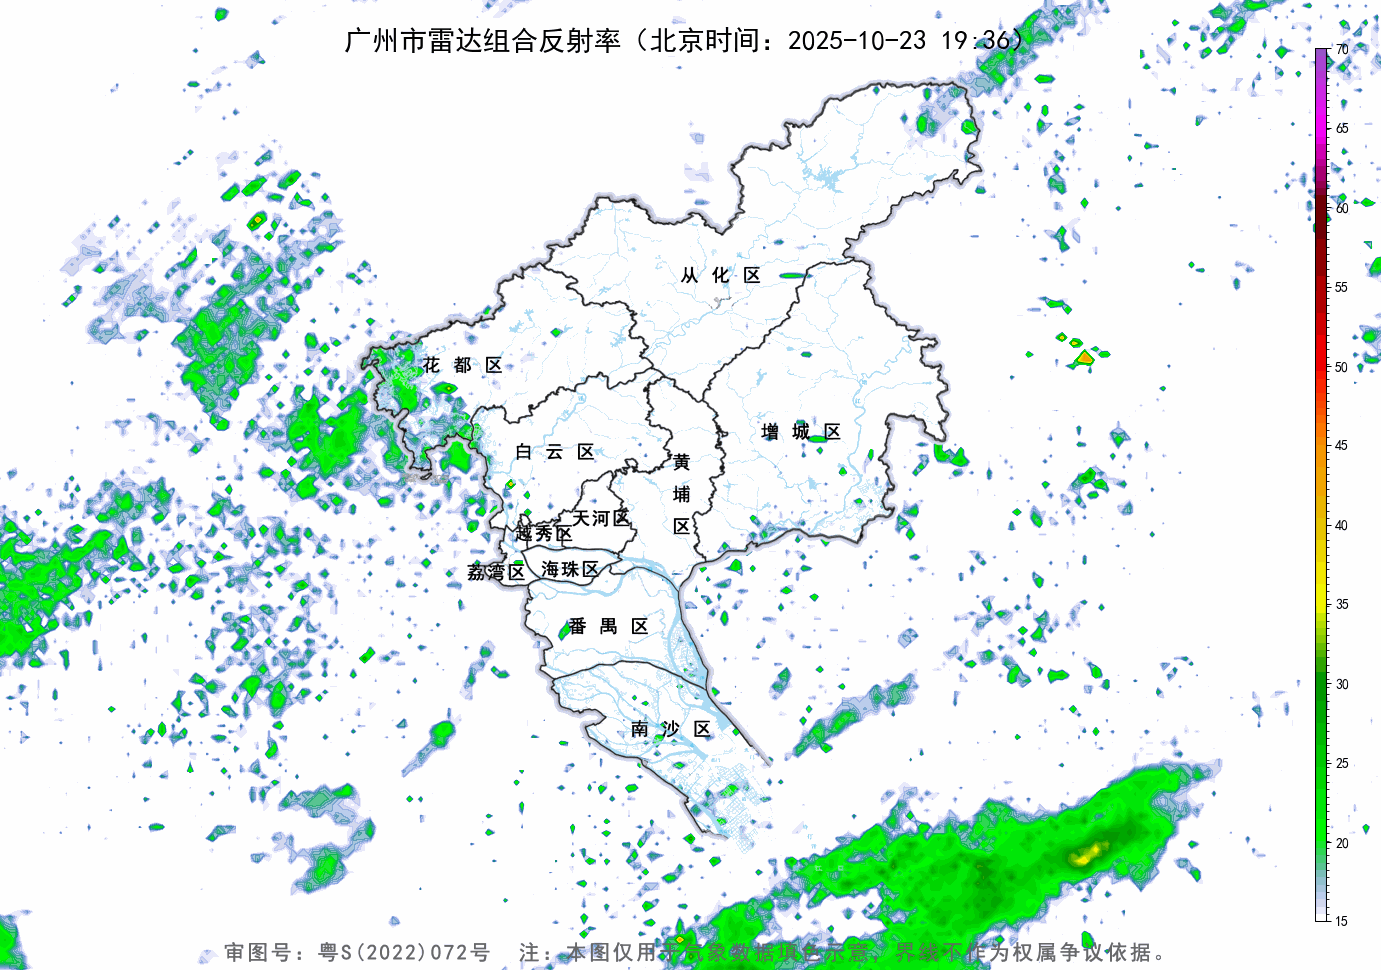 广州市雷达组合反射率（北京时间：2025-10-23 19:36）
70
65
60
55
50
45
40
35
30
25
20
15
从化区
花都区
增城区
白云区
黄埔区
天河区
越秀区
海珠区
荔湾区
番禺区
南沙区
审图号：粤S(2022)072号 注：本图仅用于气象数据填色示意，界线不作为权属争议依据。